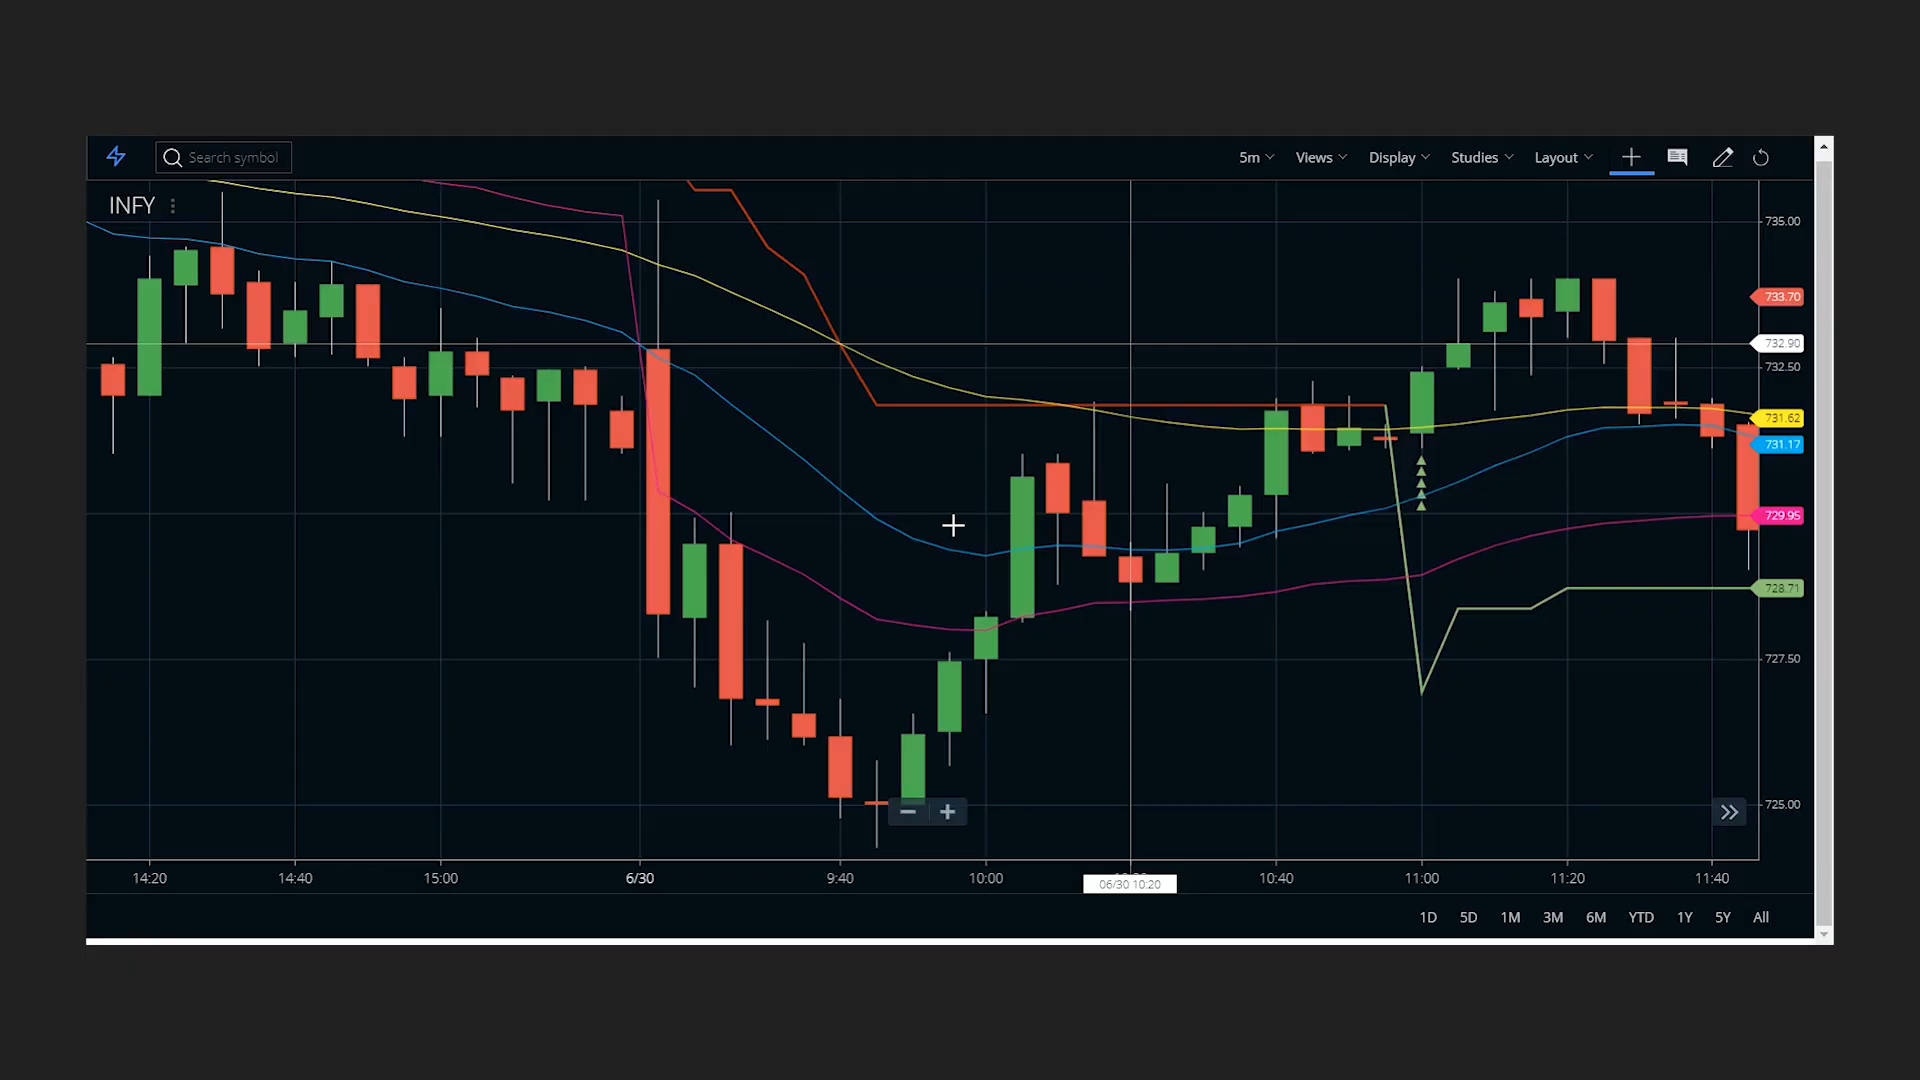 Search symbol
5m Views Display Studies Layout
INFY
735.00
733.70
732.90
732.50
731.62
731.17
729.95
728.71
727.50
725.00
14:20 14:40 15:00 6/30 9:40 10:00 10:40 11:00 11:20 11:40
06/30 10:20
1D 5D 1M 3M 6M YTD 1Y 5Y All